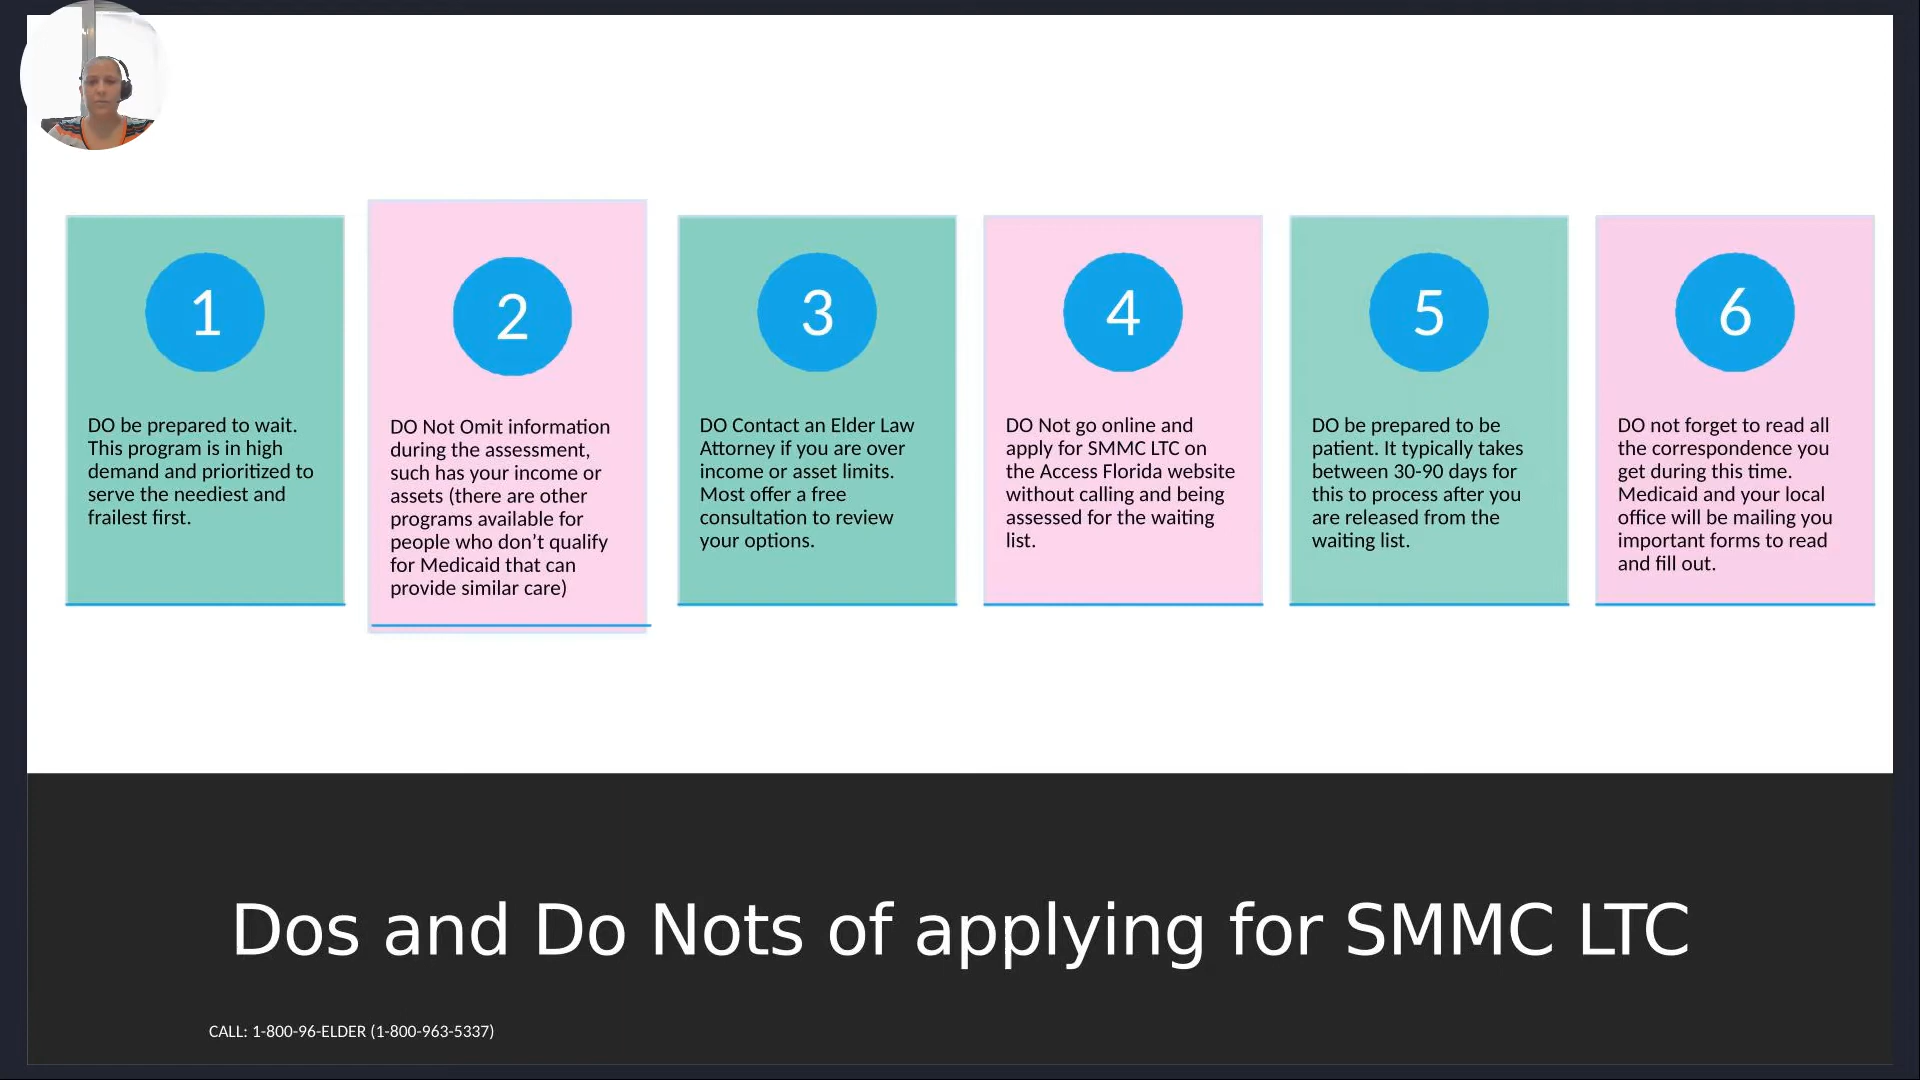 1
DO be prepared to wait.
This program is in high
demand and prioritized to
serve the neediest and
frailest first.
2
DO Not Omit information
during the assessment,
such has your income or
assets (there are other
programs available for
people who don’t qualify
for Medicaid that can
provide similar care)
3
DO Contact an Elder Law
Attorney if you are over
income or asset limits.
Most offer a free
consultation to review
your options.
4
DO Not go online and
apply for SMMC LTC on
the Access Florida website
without calling and being
assessed for the waiting
list.
5
DO be prepared to be
patient. It typically takes
between 30-90 days for
this to process after you
are released from the
waiting list.
6
DO not forget to read all
the correspondence you
get during this time.
Medicaid and your local
office will be mailing you
important forms to read
and fill out.
Dos and Do Nots of applying for SMMC LTC
CALL: 1-800-96-ELDER (1-800-963-5337)